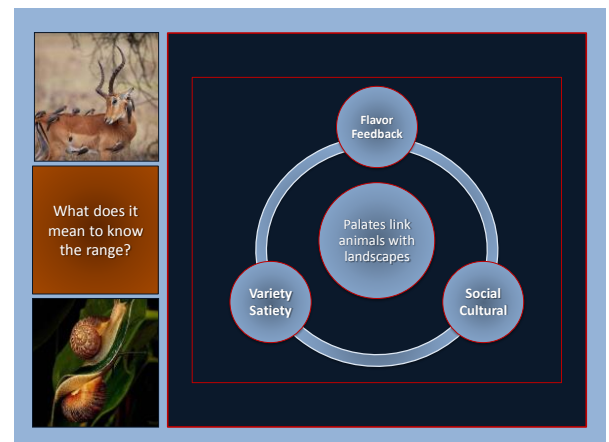 What does it
mean to know
the range?
Flavor
Feedback
Palates link
animals with
landscapes
Variety
Satiety
Social
Cultural